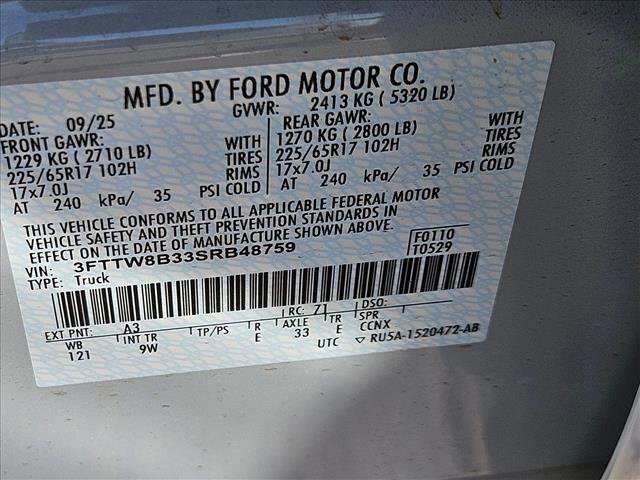 MFD. BY FORD MOTOR CO.
DATE: 09/25 GVWR: 2413 KG ( 5320 LB)
FRONT GAWR: REAR GAWR:
1229 KG ( 2710 LB) WITH 1270 KG ( 2800 LB) WITH
225/65R17 102H TIRES 225/65R17 102H TIRES
17x7.0J RIMS 17x7.0J RIMS
AT 240 kPa/ 35 PSI COLD AT 240 kPa/ 35 PSI COLD
THIS VEHICLE CONFORMS TO ALL APPLICABLE FEDERAL MOTOR
VEHICLE SAFETY AND THEFT PREVENTION STANDARDS IN
EFFECT ON THE DATE OF MANUFACTURE SHOWN ABOVE.
VIN: 3FTTW8B33SRB48759 F0110
TYPE: Truck T0529
EXT PNT: A3 RC: 71 DSO:
WB INT TR TP/PS R AXLE TR SPR
121 9W E 33 E CCNX
UTC ▽ RU5A-1520472-AB